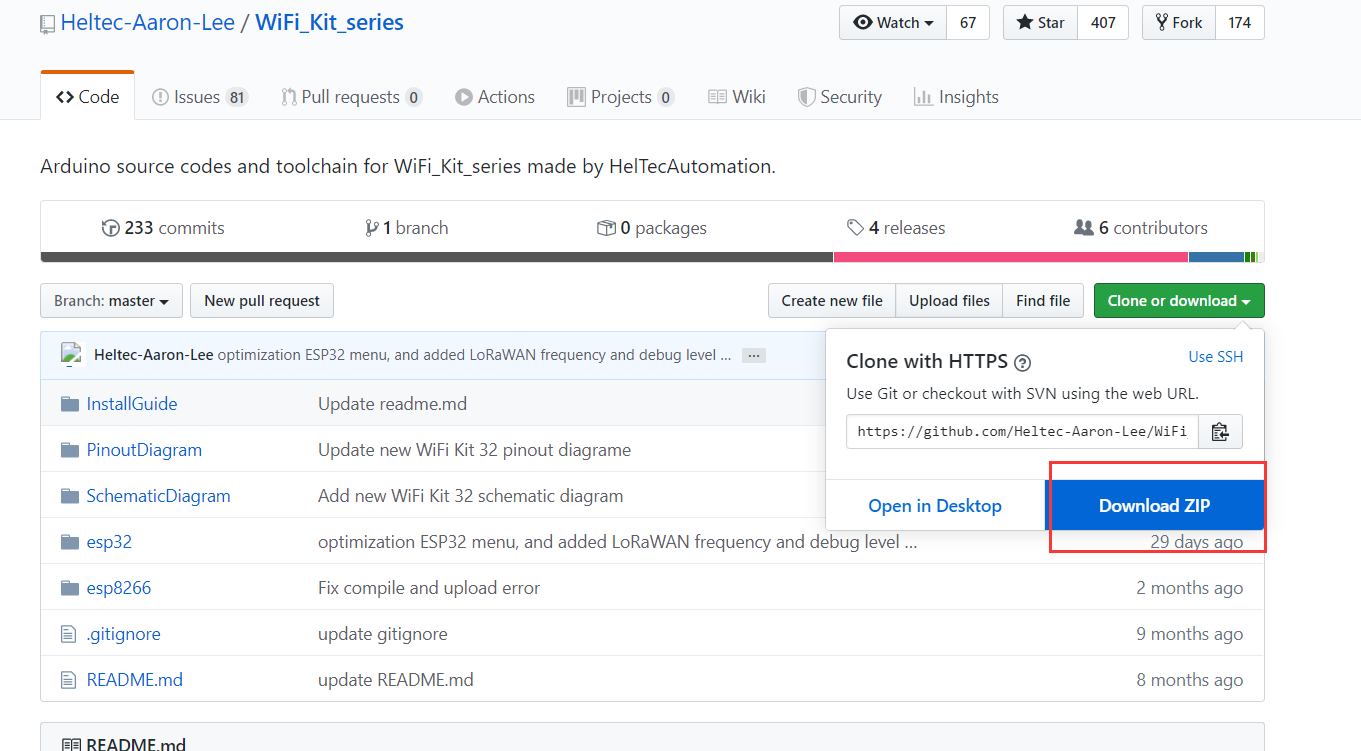 Heltec-Aaron-Lee / WiFi_Kit_series
Watch 67 Star 407 Fork 174
Code Issues 81 Pull requests 0 Actions Projects 0 Wiki Security Insights
Arduino source codes and toolchain for WiFi_Kit_series made by HelTecAutomation.
233 commits 1 branch 0 packages 4 releases 6 contributors
Branch: master New pull request Create new file Upload files Find file Clone or download
Heltec-Aaron-Lee optimization ESP32 menu, and added LoRaWAN frequency and debug level ... ...
Clone with HTTPS ? Use SSH
Use Git or checkout with SVN using the web URL.
https://github.com/Heltec-Aaron-Lee/WiFi
Open in Desktop Download ZIP
InstallGuide Update readme.md
PinoutDiagram Update new WiFi Kit 32 pinout diagrame
SchematicDiagram Add new WiFi Kit 32 schematic diagram
esp32 optimization ESP32 menu, and added LoRaWAN frequency and debug level ... 29 days ago
esp8266 Fix compile and upload error 2 months ago
.gitignore update gitignore 9 months ago
README.md update README.md 8 months ago
README.md